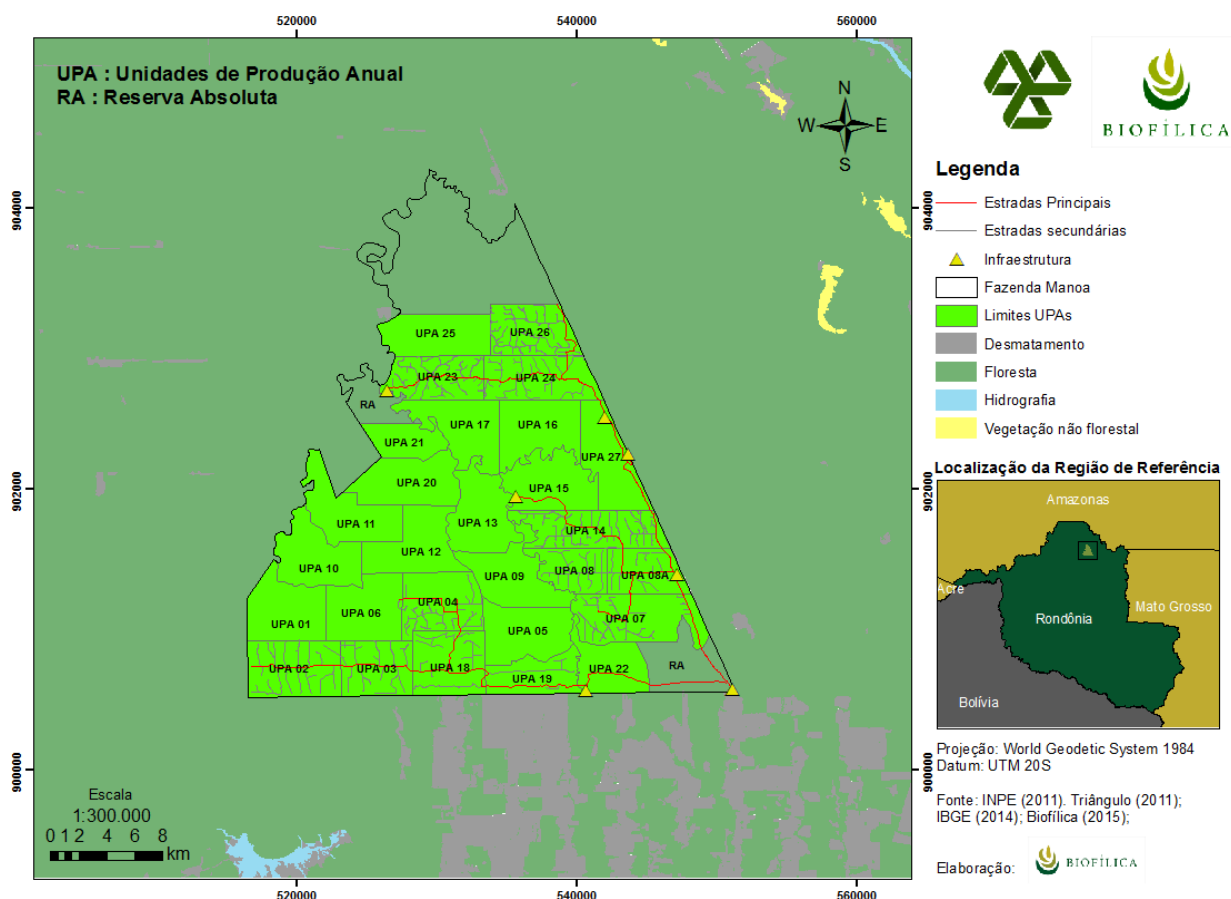 520000 540000 560000
UPA : Unidades de Produção Anual
RA : Reserva Absoluta
N
W E
S
BIOFÍLICA
Legenda
Estradas Principais
Estradas secundárias
Infraestrutura
Fazenda Manoa
Limites UPAs
Desmatamento
Floresta
Hidrografia
Vegetação não florestal
904000 904000
UPA 25 UPA 26
UPA 23 UPA 24
RA
UPA 17 UPA 16
UPA 21
UPA 27
UPA 20 UPA 15
902000 902000
UPA 11 UPA 13 UPA 14
UPA 12
UPA 10 UPA 09 UPA 08 UPA 08A
UPA 04
UPA 01 UPA 06 UPA 05 UPA 07
UPA 02 UPA 03 UPA 18 UPA 19 UPA 22 RA
900000 900000
Localização da Região de Referência
Amazonas
Acre
Rondônia
Mato Grosso
Bolívia
Projeção: World Geodetic System 1984
Datum: UTM 20S
Fonte: INPE (2011). Triângulo (2011);
IBGE (2014); Biofílica (2015);
Elaboração: BIOFÍLICA
Escala
1:300.000
0 1 2 4 6 8
km
520000 540000 560000